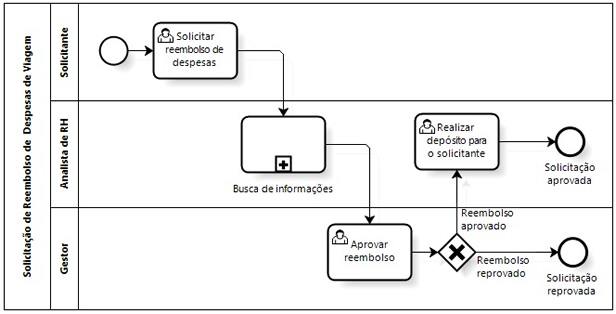 Solicitação de Reembolso de Despesas de Viagem
Solicitante
Solicitar
reembolso de
despesas
Analista de RH
Busca de informações
Realizar
depósito para
o solicitante
Solicitação
aprovada
Gestor
Aprovar
reembolso
Reembolso
aprovado
Reembolso
reprovado
Solicitação
reprovada